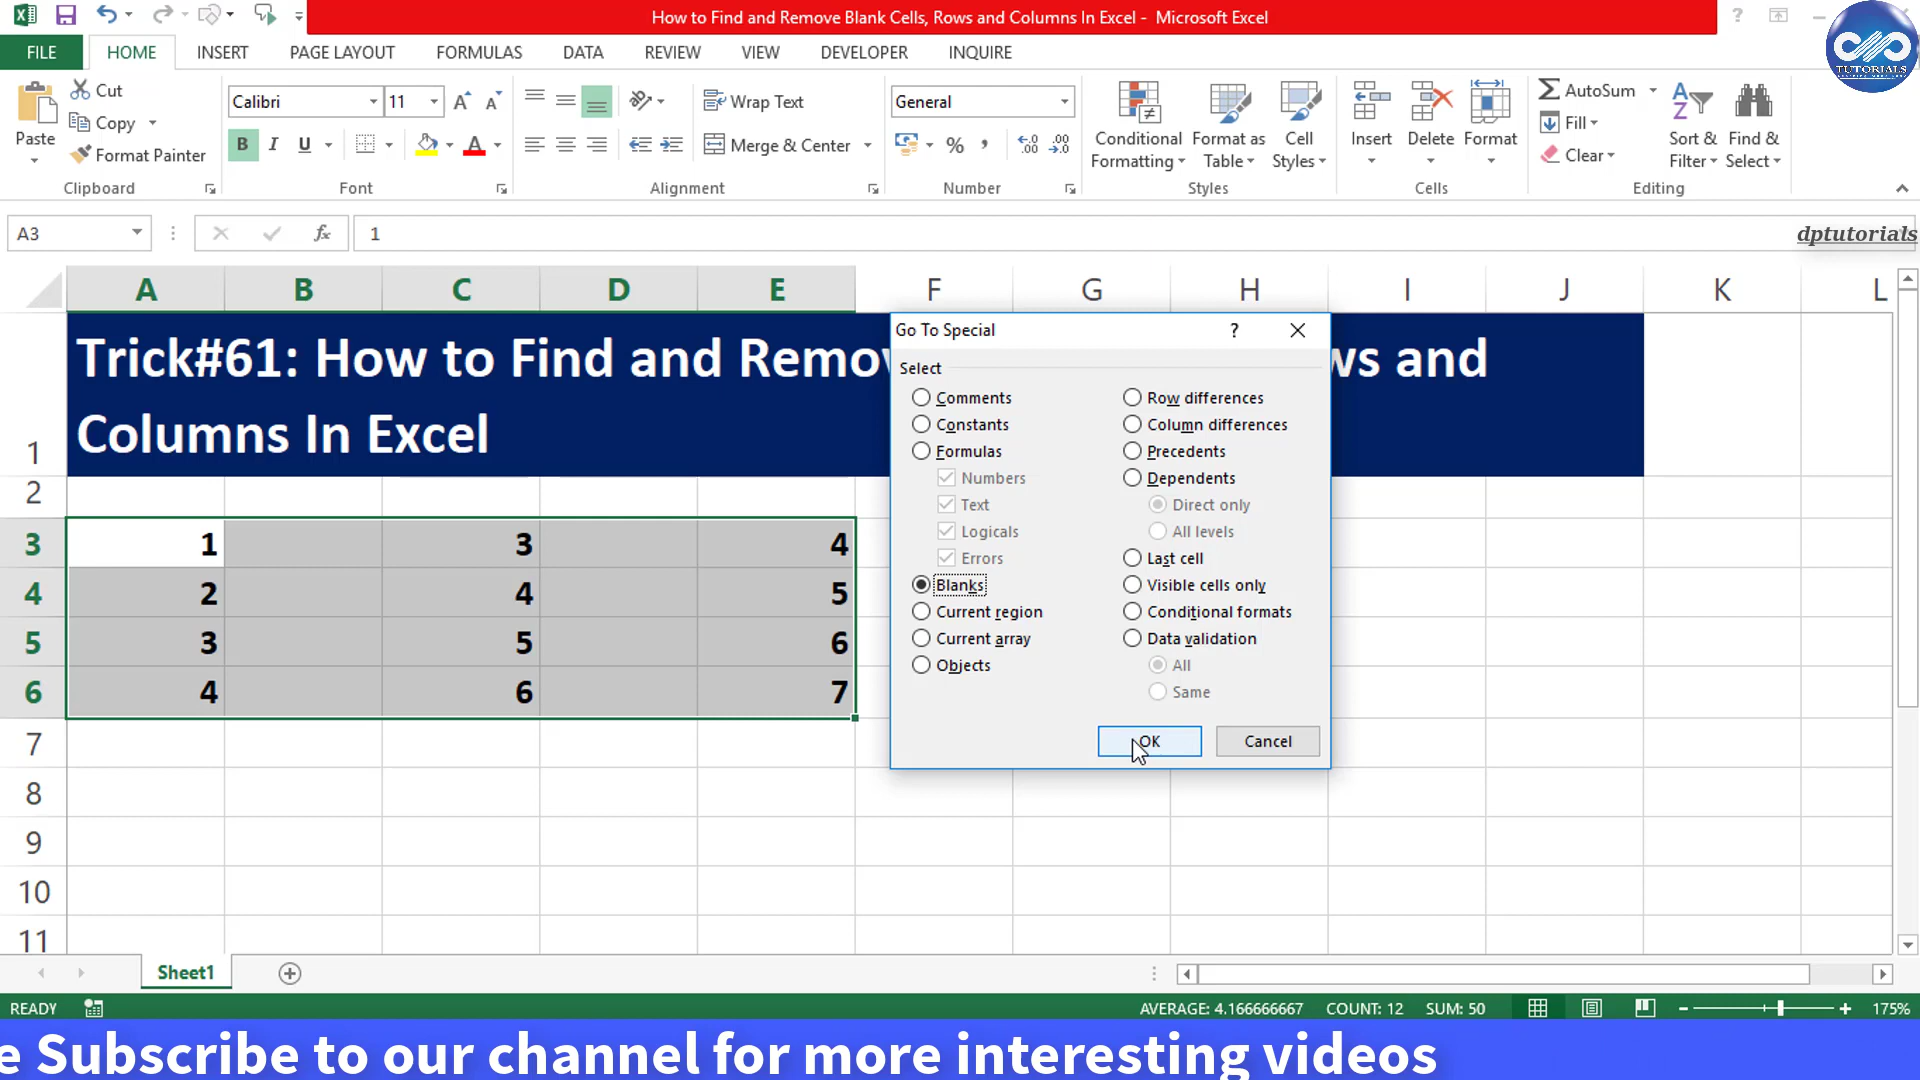 How to Find and Remove Blank Cells, Rows and Columns In Excel - Microsoft Excel
?
TUTORIALS
FILE HOME INSERT PAGE LAYOUT FORMULAS DATA REVIEW VIEW DEVELOPER INQUIRE
Paste
Cut
Copy
Format Painter
Clipboard
Calibri 11
B I U A
Font
Wrap Text
Merge & Center
Alignment
General
% ,
Number
Conditional Formatting
Format as Table
Cell Styles
Styles
Insert Delete Format
Cells
AutoSum
Fill
Clear
Sort & Filter
Find & Select
Editing
A3 fx 1
dptutorials
A B C D E F G H I J K L
Trick#61: How to Find and Remov
ws and
1 Columns In Excel
2
3 1 3 4
4 2 4 5
5 3 5 6
6 4 6 7
7
8
9
10
11
Go To Special ?
Select
Comments Row differences
Constants Column differences
Formulas Precedents
Numbers Dependents
Text Direct only
Logicals All levels
Errors Last cell
Blanks Visible cells only
Current region Conditional formats
Current array Data validation
Objects All
Same
OK Cancel
Sheet1
READY AVERAGE: 4.166666667 COUNT: 12 SUM: 50 175%
e Subscribe to our channel for more interesting videos